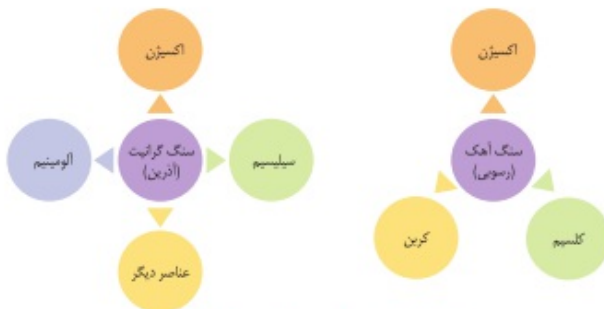 اکسیژن
سنگ آهک
(رسوبی)
کلسیم
کربن
اکسیژن
سنگ گرانیت
(آذرین)
سیلیسیم
آلومینیم
عناصر دیگر